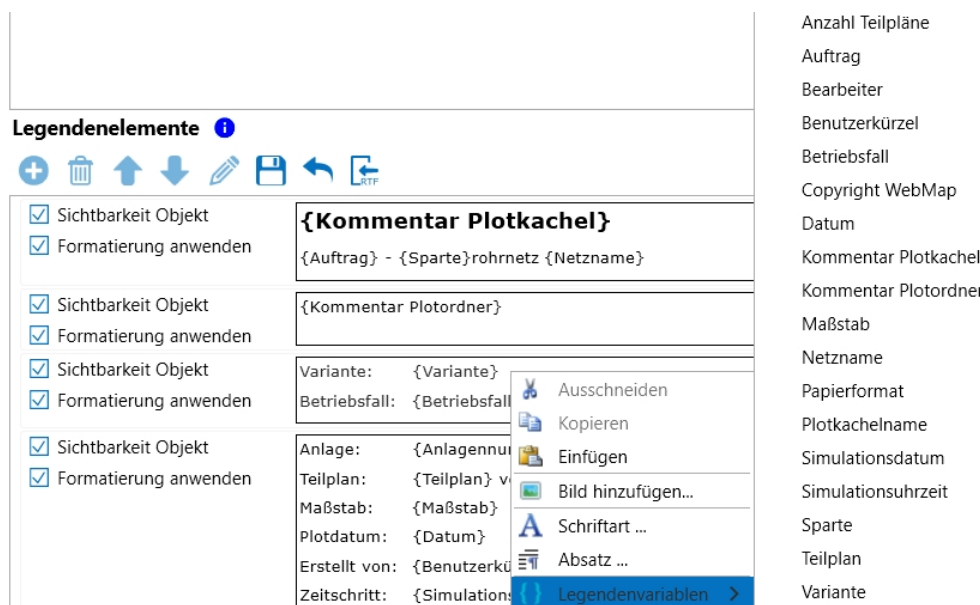 Legendenelemente
RTF
Sichtbarkeit Objekt
Formatierung anwenden
{Kommentar Plotkachel}
{Auftrag} - {Sparte}rohrnetz {Netzname}
Sichtbarkeit Objekt
Formatierung anwenden
{Kommentar Plotordner}
Sichtbarkeit Objekt
Formatierung anwenden
Variante: {Variante}
Betriebsfall: {Betriebsfall
Sichtbarkeit Objekt
Formatierung anwenden
Anlage: {Anlagennu
Teilplan: {Teilplan} v
Maßstab: {Maßstab}
Plotdatum: {Datum}
Erstellt von: {Benutzerkü
Zeitschritt: {Simulations
Ausschneiden
Kopieren
Einfügen
Bild hinzufügen...
Schriftart ...
Absatz ...
Legendenvariablen
Anzahl Teilpläne
Auftrag
Bearbeiter
Benutzerkürzel
Betriebsfall
Copyright WebMap
Datum
Kommentar Plotkachel
Kommentar Plotordner
Maßstab
Netzname
Papierformat
Plotkachelname
Simulationsdatum
Simulationsuhrzeit
Sparte
Teilplan
Variante